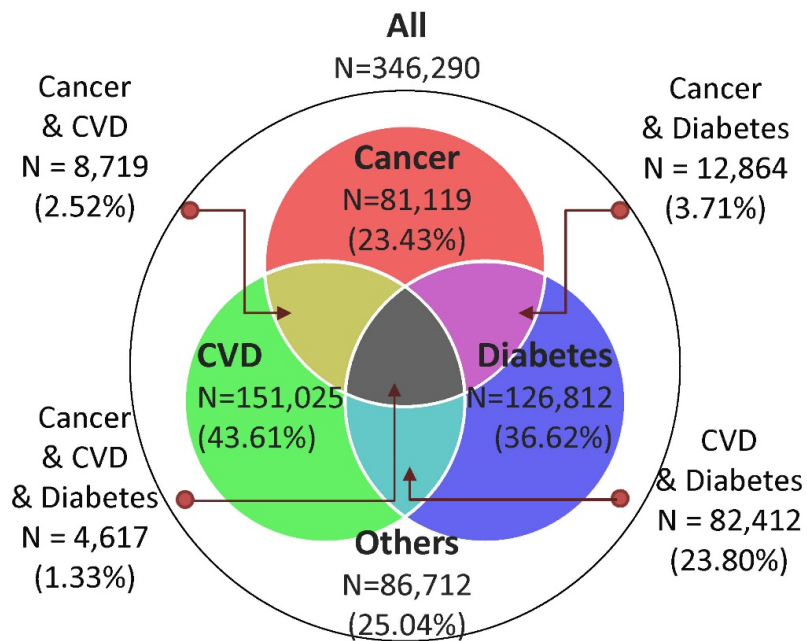 All
N=346,290
Cancer
& CVD
N = 8,719
(2.52%)
Cancer
& Diabetes
N = 12,864
(3.71%)
Cancer
N=81,119
(23.43%)
CVD
N=151,025
(43.61%)
Diabetes
N=126,812
(36.62%)
Cancer
& CVD
& Diabetes
N = 4,617
(1.33%)
CVD
& Diabetes
N = 82,412
(23.80%)
Others
N=86,712
(25.04%)